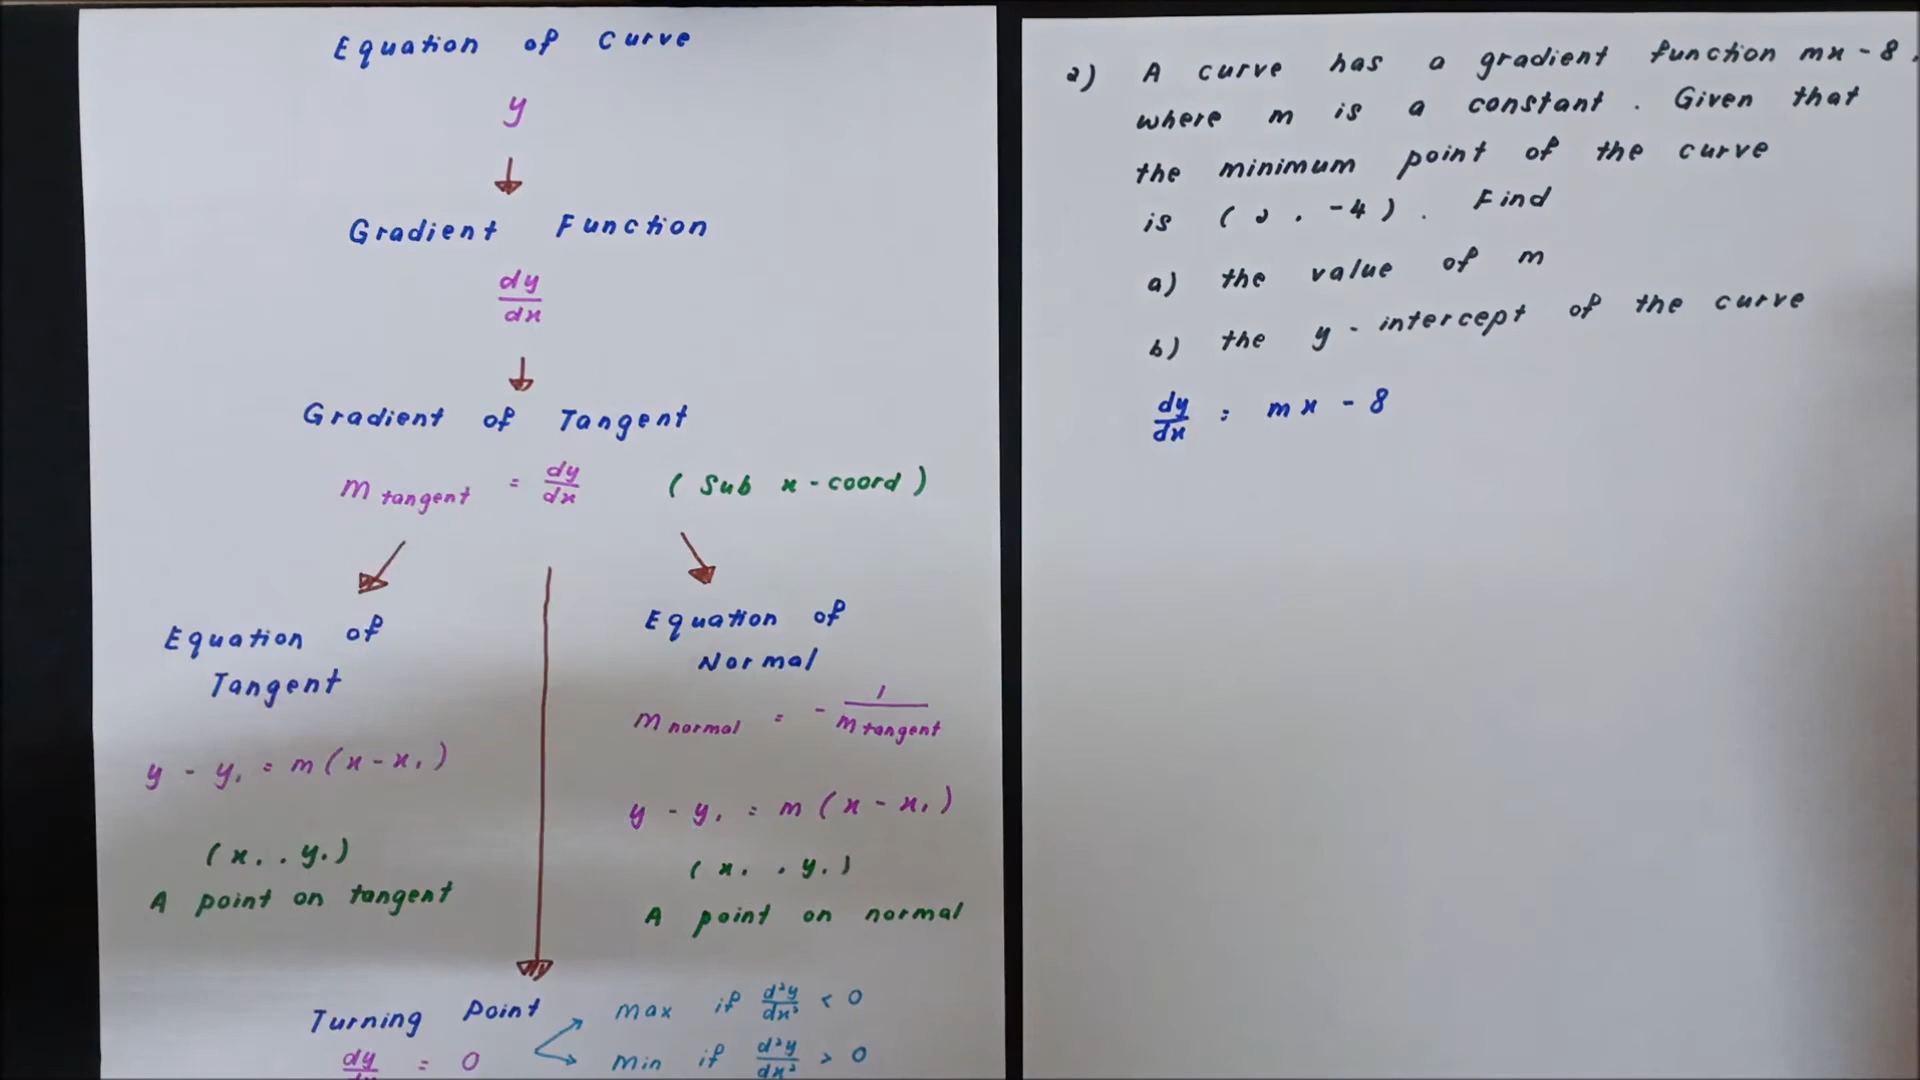 Equation of curve
y
Gradient Function
dy/dx
Gradient of Tangent
m tangent = dy/dx (Sub x-coord)
Equation of
Tangent
y - y₁ = m(x - x₁)
(x₁, y₁)
A point on tangent
Equation of
Normal
m normal = - 1/m tangent
y - y₁ = m(x - x₁)
(x₁, y₁)
A point on normal
Turning Point
dy/dx = 0
max if d²y/dx² < 0
min if d²y/dx² > 0
2) A curve has a gradient function mx - 8,
where m is a constant. Given that
the minimum point of the curve
is (2, -4). Find
a) the value of m
b) the y-intercept of the curve
dy/dx = mx - 8